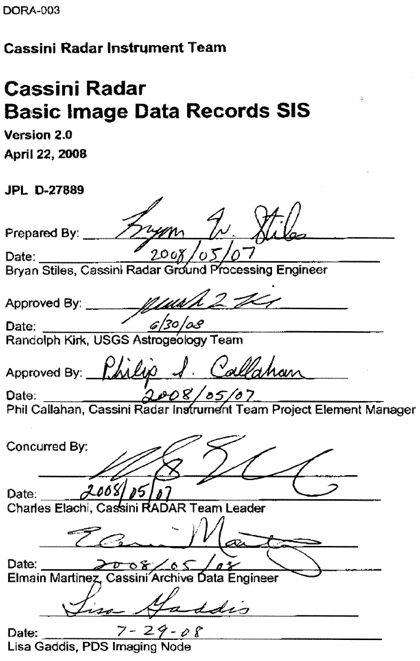 DORA-003
Cassini Radar Instrument Team
Cassini Radar
Basic Image Data Records SIS
Version 2.0
April 22, 2008
JPL D-27889
Prepared By: Bryan W. Stiles
Date: 2008/05/07
Bryan Stiles, Cassini Radar Ground Processing Engineer
Approved By:
Date: 6/30/08
Randolph Kirk, USGS Astrogeology Team
Approved By: Philip S. Callahan
Date: 2008/05/07
Phil Callahan, Cassini Radar Instrument Team Project Element Manager
Concurred By:
Date: 2008/05/07
Charles Elachi, Cassini RADAR Team Leader
Date: 2008/05/08
Elmain Martinez, Cassini Archive Data Engineer
Lisa Gaddis
Date: 7-29-08
Lisa Gaddis, PDS Imaging Node